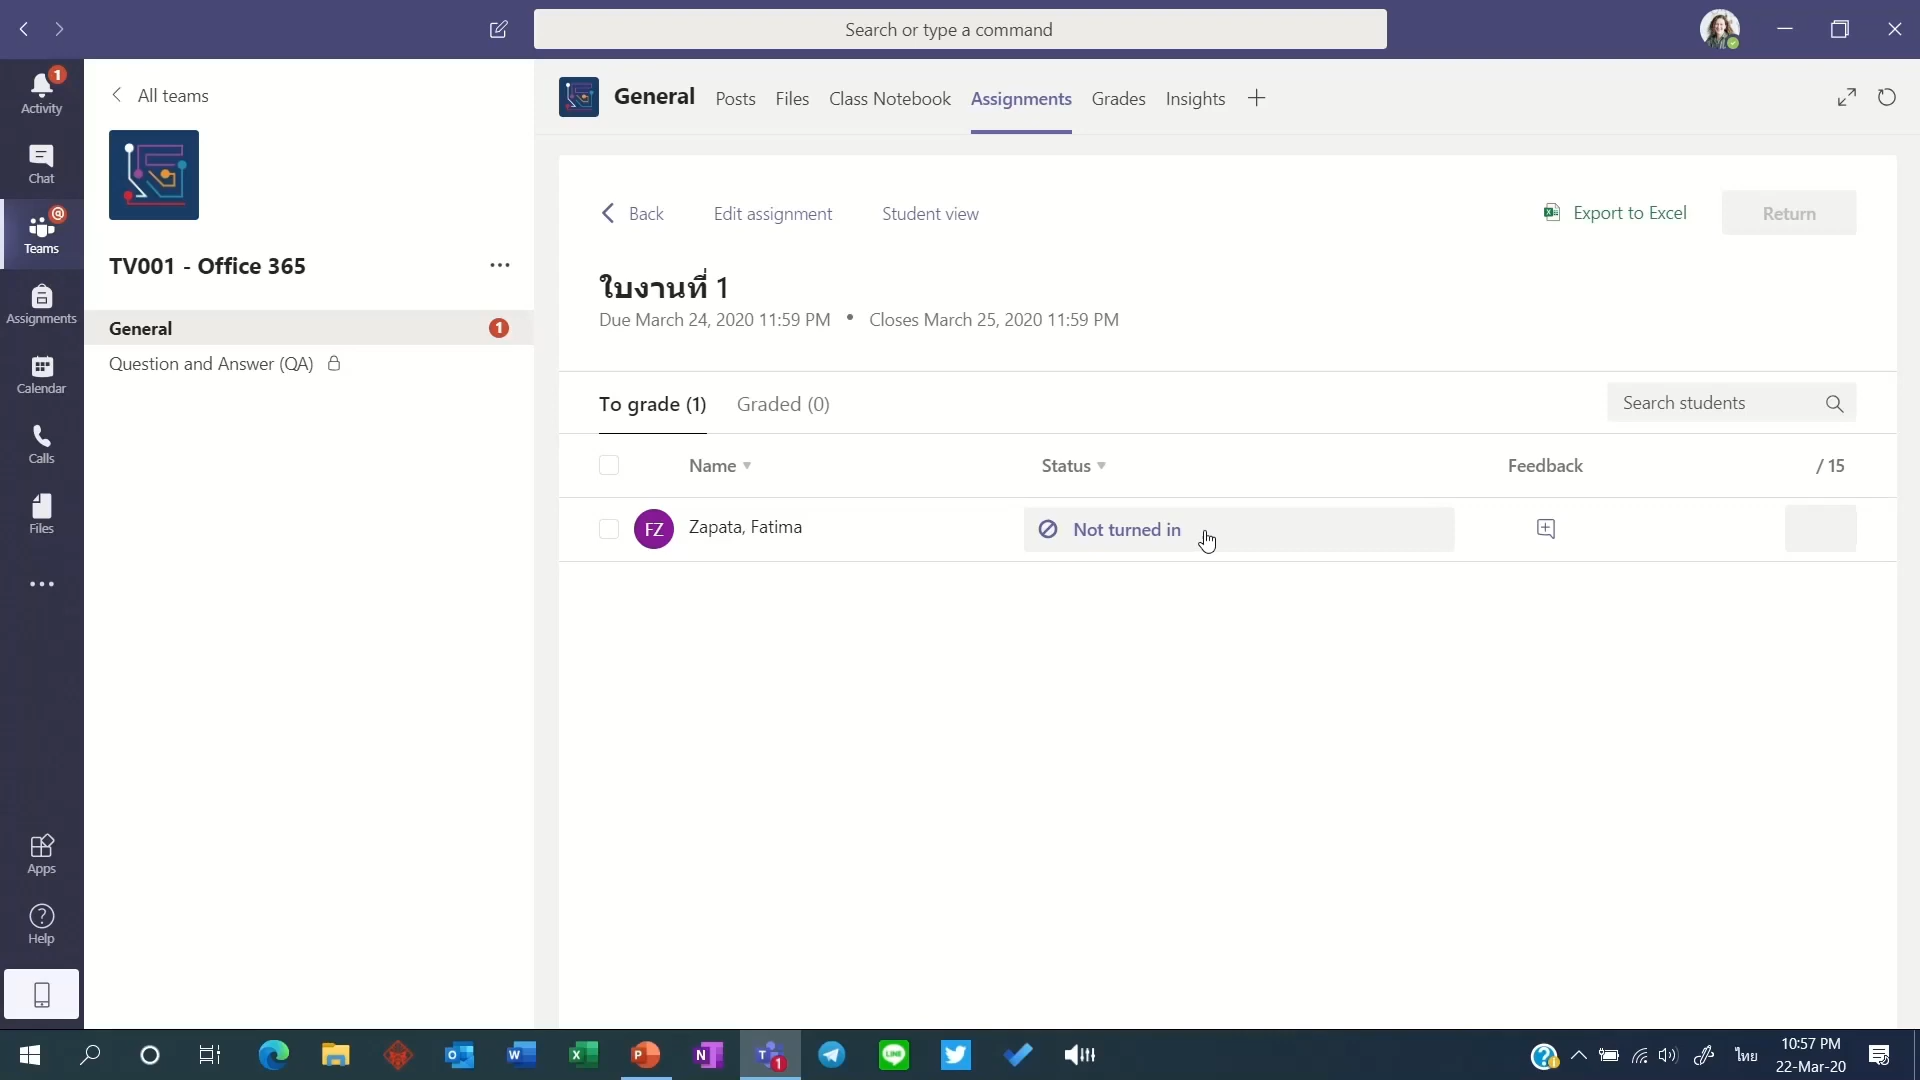 Search or type a command
1
Activity
Chat
@
Teams
Assignments
Calendar
Calls
Files
Apps
Help
All teams
TV001 - Office 365
General 1
Question and Answer (QA)
General Posts Files Class Notebook Assignments Grades Insights
Back Edit assignment Student view Export to Excel Return
ใบงานที่ 1
Due March 24, 2020 11:59 PM • Closes March 25, 2020 11:59 PM
To grade (1) Graded (0) Search students
Name Status Feedback / 15
FZ Zapata, Fatima Not turned in
ไทย
10:57 PM
22-Mar-20